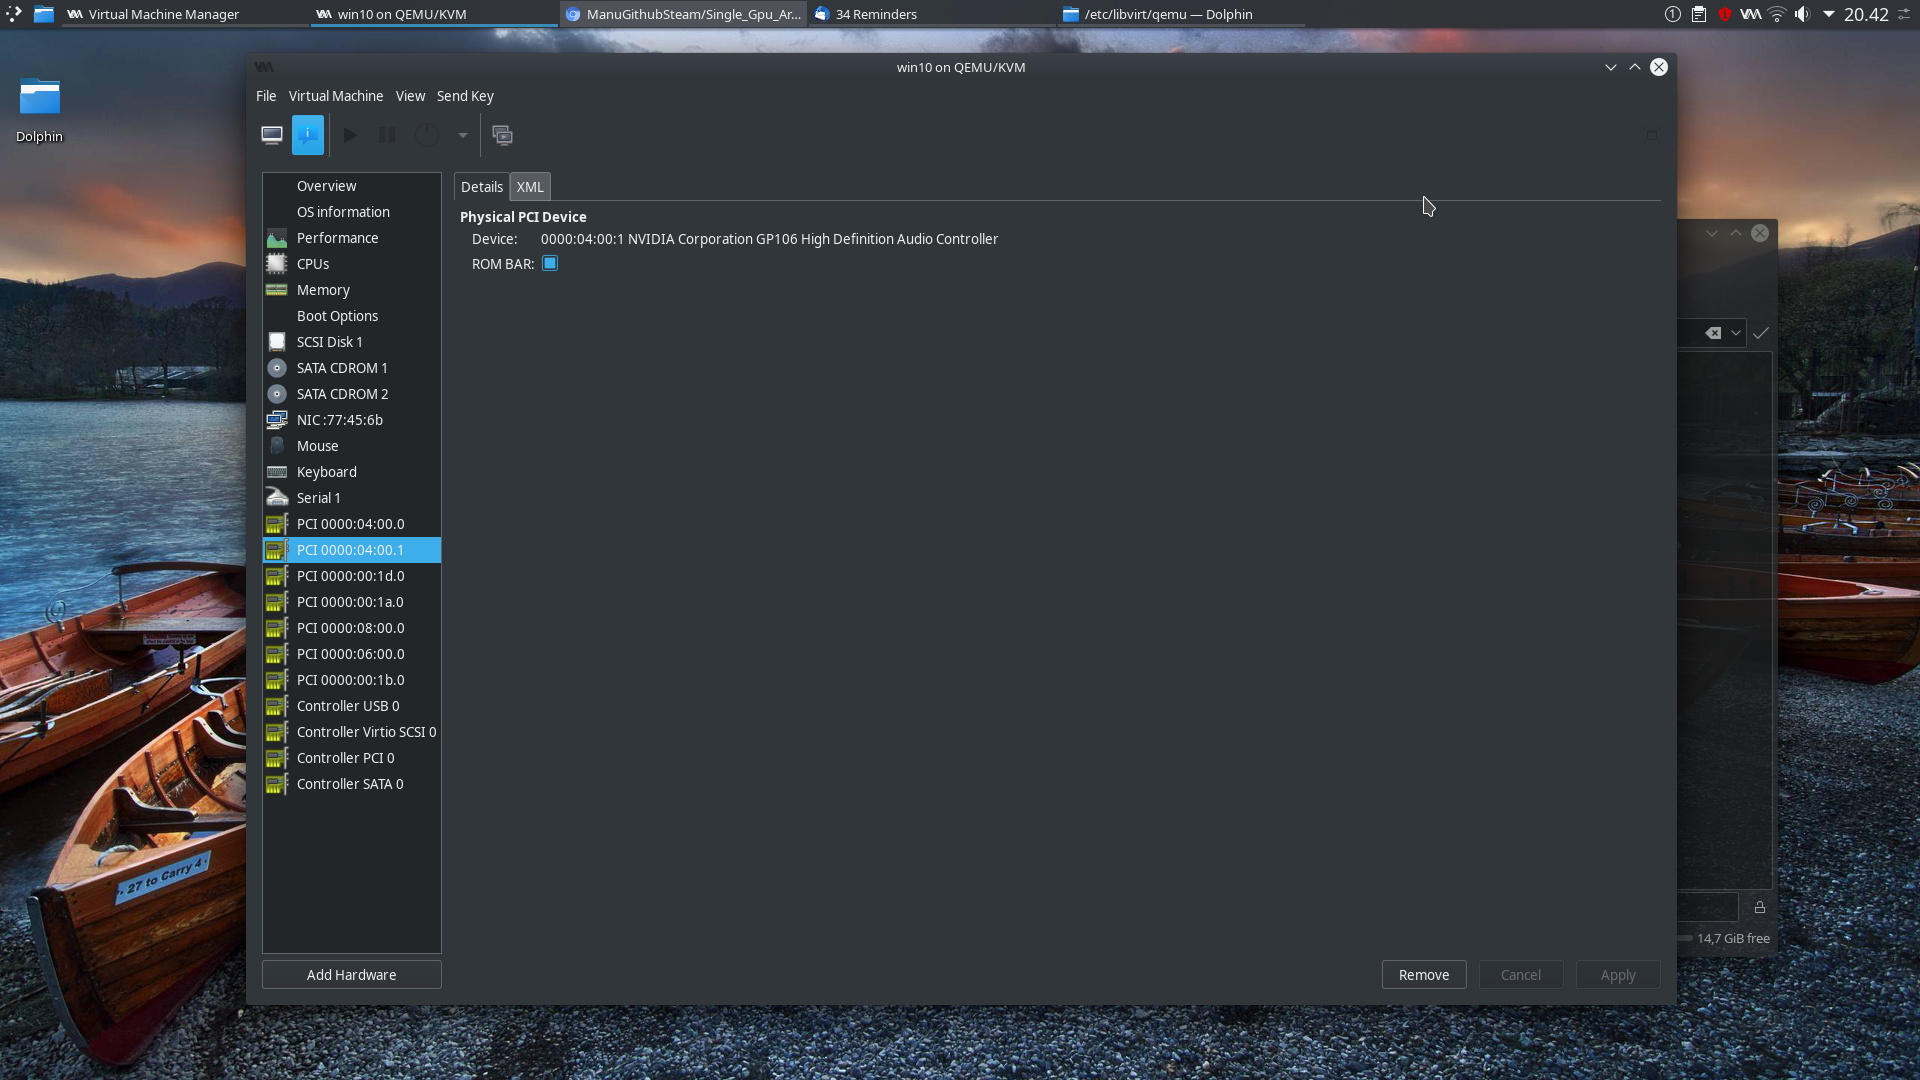 Virtual Machine Manager
win10 on QEMU/KVM
ManuGithubSteam/Single_Gpu_Ar...
34 Reminders
/etc/libvirt/qemu — Dolphin
1
20.42
Dolphin
win10 on QEMU/KVM
File Virtual Machine View Send Key
Overview
OS information
Performance
CPUs
Memory
Boot Options
SCSI Disk 1
SATA CDROM 1
SATA CDROM 2
NIC :77:45:6b
Mouse
Keyboard
Serial 1
PCI 0000:04:00.0
PCI 0000:04:00.1
PCI 0000:00:1d.0
PCI 0000:00:1a.0
PCI 0000:08:00.0
PCI 0000:06:00.0
PCI 0000:00:1b.0
Controller USB 0
Controller Virtio SCSI 0
Controller PCI 0
Controller SATA 0
Add Hardware
Details XML
Physical PCI Device
Device: 0000:04:00:1 NVIDIA Corporation GP106 High Definition Audio Controller
ROM BAR:
Remove Cancel Apply
14,7 GiB free
27 to Carry 4